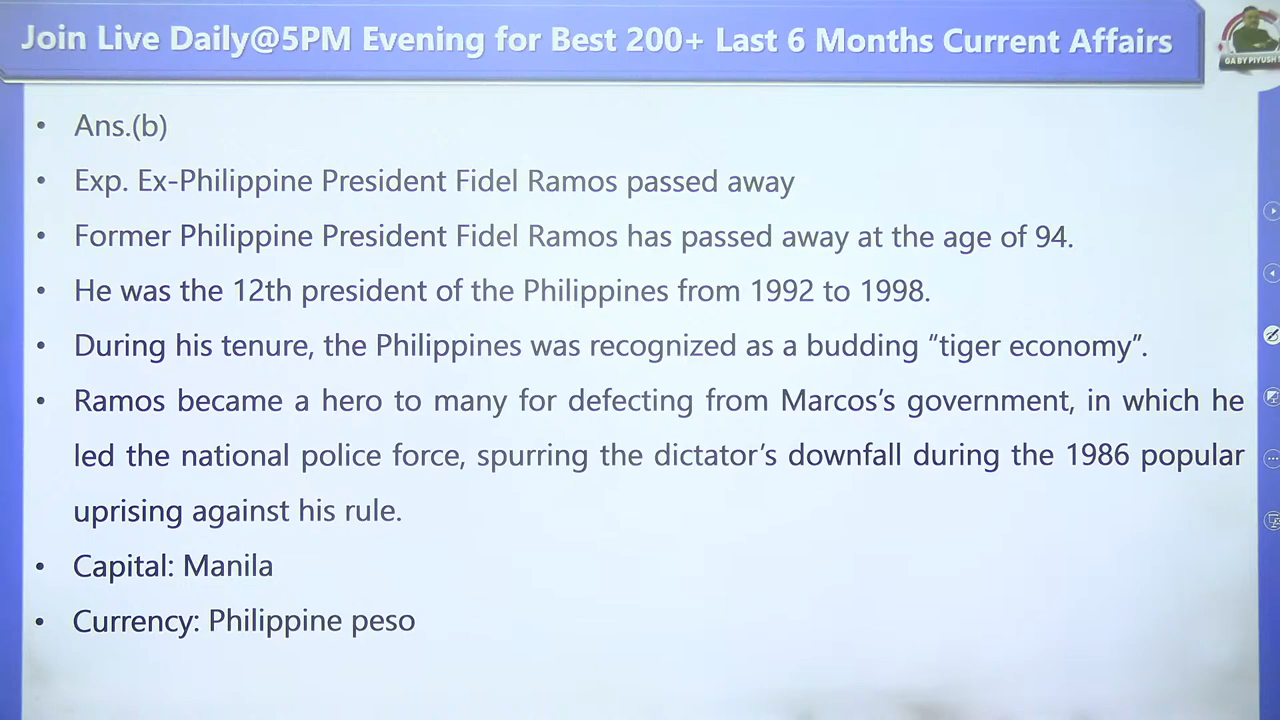 Join Live Daily@5PM Evening for Best 200+ Last 6 Months Current Affairs
GA BY PIYUSH
• Ans.(b)
• Exp. Ex-Philippine President Fidel Ramos passed away
• Former Philippine President Fidel Ramos has passed away at the age of 94.
• He was the 12th president of the Philippines from 1992 to 1998.
• During his tenure, the Philippines was recognized as a budding “tiger economy”.
• Ramos became a hero to many for defecting from Marcos’s government, in which he
led the national police force, spurring the dictator’s downfall during the 1986 popular
uprising against his rule.
• Capital: Manila
• Currency: Philippine peso